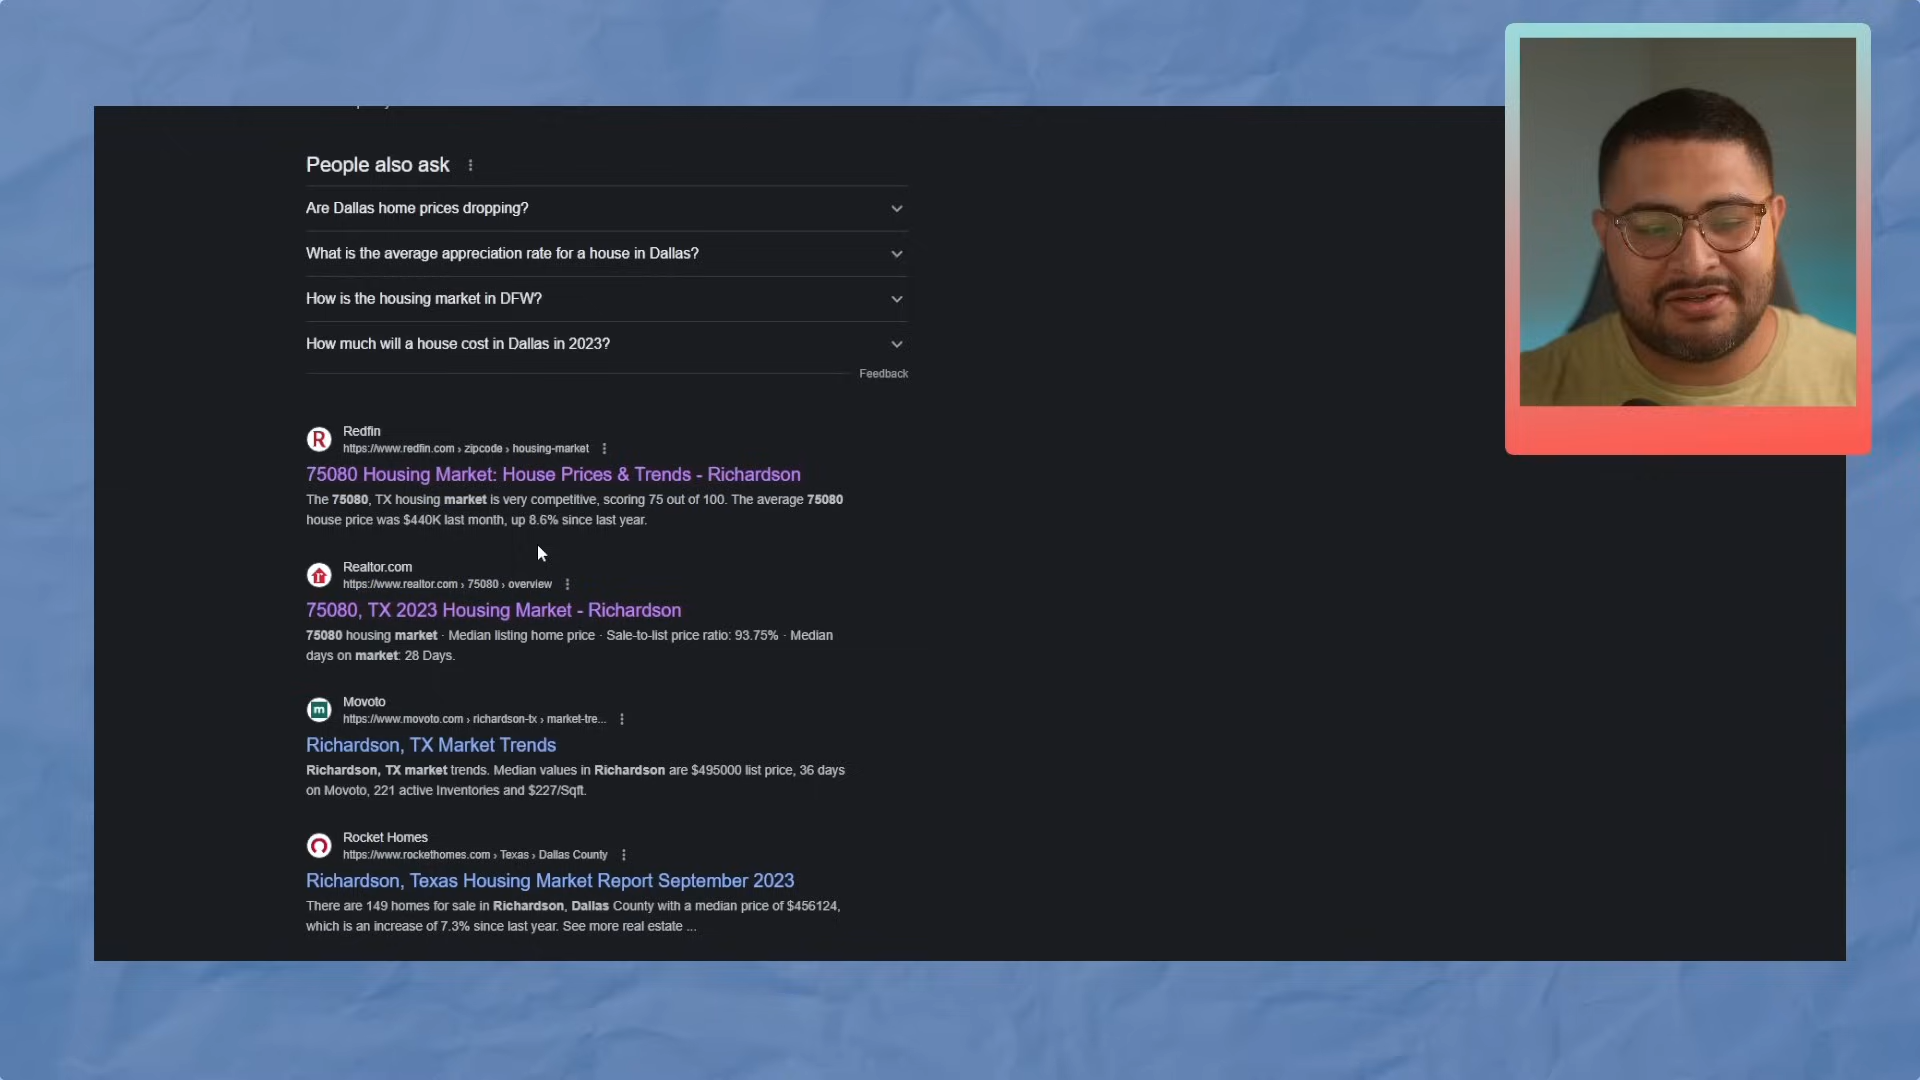 People also ask
Are Dallas home prices dropping?
What is the average appreciation rate for a house in Dallas?
How is the housing market in DFW?
How much will a house cost in Dallas in 2023?
Feedback
Redfin
https://www.redfin.com › zipcode › housing-market
75080 Housing Market: House Prices & Trends - Richardson
The 75080, TX housing market is very competitive, scoring 75 out of 100. The average 75080
house price was $440K last month, up 8.6% since last year.
Realtor.com
https://www.realtor.com › 75080 › overview
75080, TX 2023 Housing Market - Richardson
75080 housing market · Median listing home price · Sale-to-list price ratio: 93.75% · Median
days on market: 28 Days.
Movoto
https://www.movoto.com › richardson-tx › market-tre...
Richardson, TX Market Trends
Richardson, TX market trends. Median values in Richardson are $495000 list price, 36 days
on Movoto, 221 active Inventories and $227/Sqft.
Rocket Homes
https://www.rockethomes.com › Texas › Dallas County
Richardson, Texas Housing Market Report September 2023
There are 149 homes for sale in Richardson, Dallas County with a median price of $456124,
which is an increase of 7.3% since last year. See more real estate ...